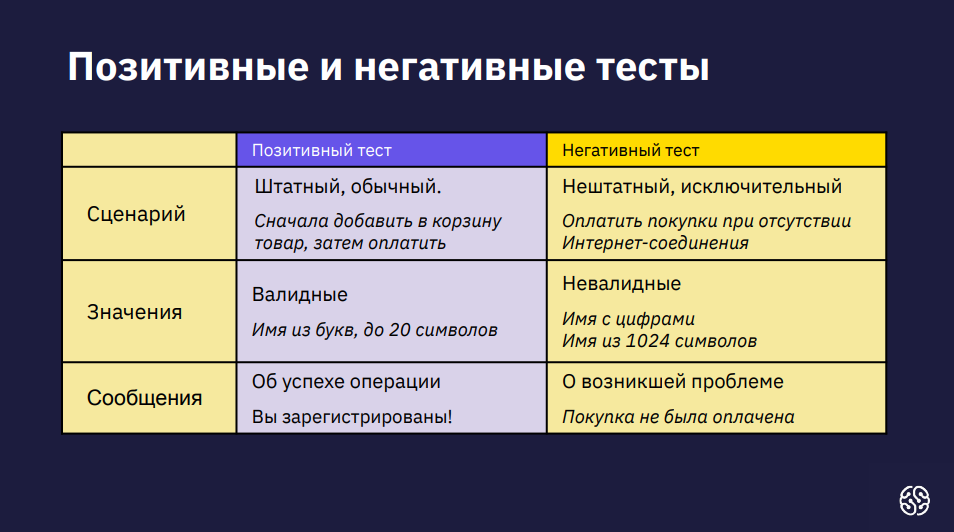 Позитивные и негативные тесты
Позитивный тест
Негативный тест
Сценарий
Штатный, обычный.
Сначала добавить в корзину
товар, затем оплатить
Нештатный, исключительный
Оплатить покупки при отсутствии
Интернет-соединения
Значения
Валидные
Имя из букв, до 20 символов
Невалидные
Имя с цифрами
Имя из 1024 символов
Сообщения
Об успехе операции
Вы зарегистрированы!
О возникшей проблеме
Покупка не была оплачена